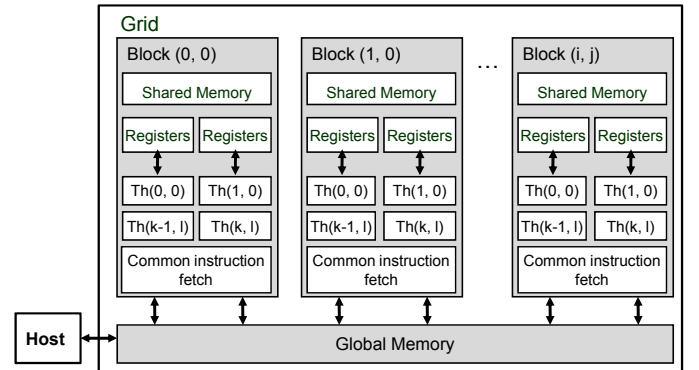 Grid
Block (0, 0)
Shared Memory
Registers Registers
Th(0, 0) Th(1, 0)
Th(k-1, l) Th(k, l)
Common instruction
fetch
Block (1, 0)
Shared Memory
Registers Registers
Th(0, 0) Th(1, 0)
Th(k-1, l) Th(k, l)
Common instruction
fetch
...
Block (i, j)
Shared Memory
Registers Registers
Th(0, 0) Th(1, 0)
Th(k-1, l) Th(k, l)
Common instruction
fetch
Host
Global Memory